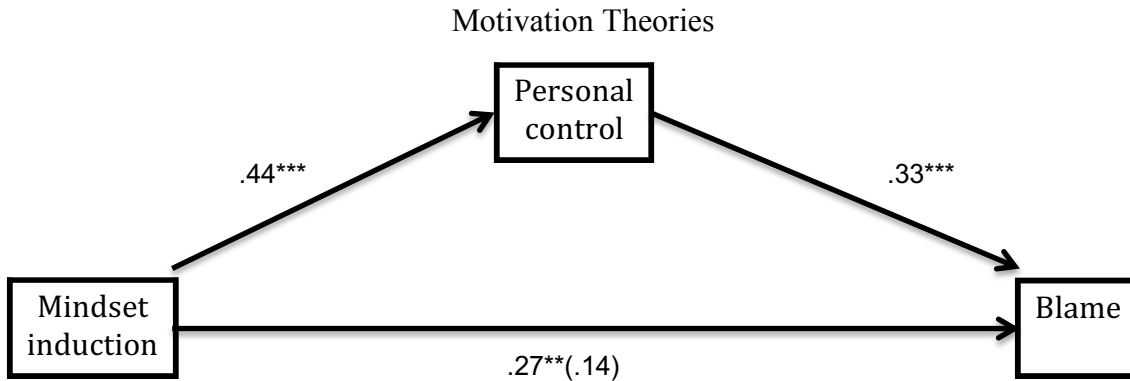 Motivation Theories
Personal
control
.44***
.33***
Mindset
induction
Blame
.27**(.14)